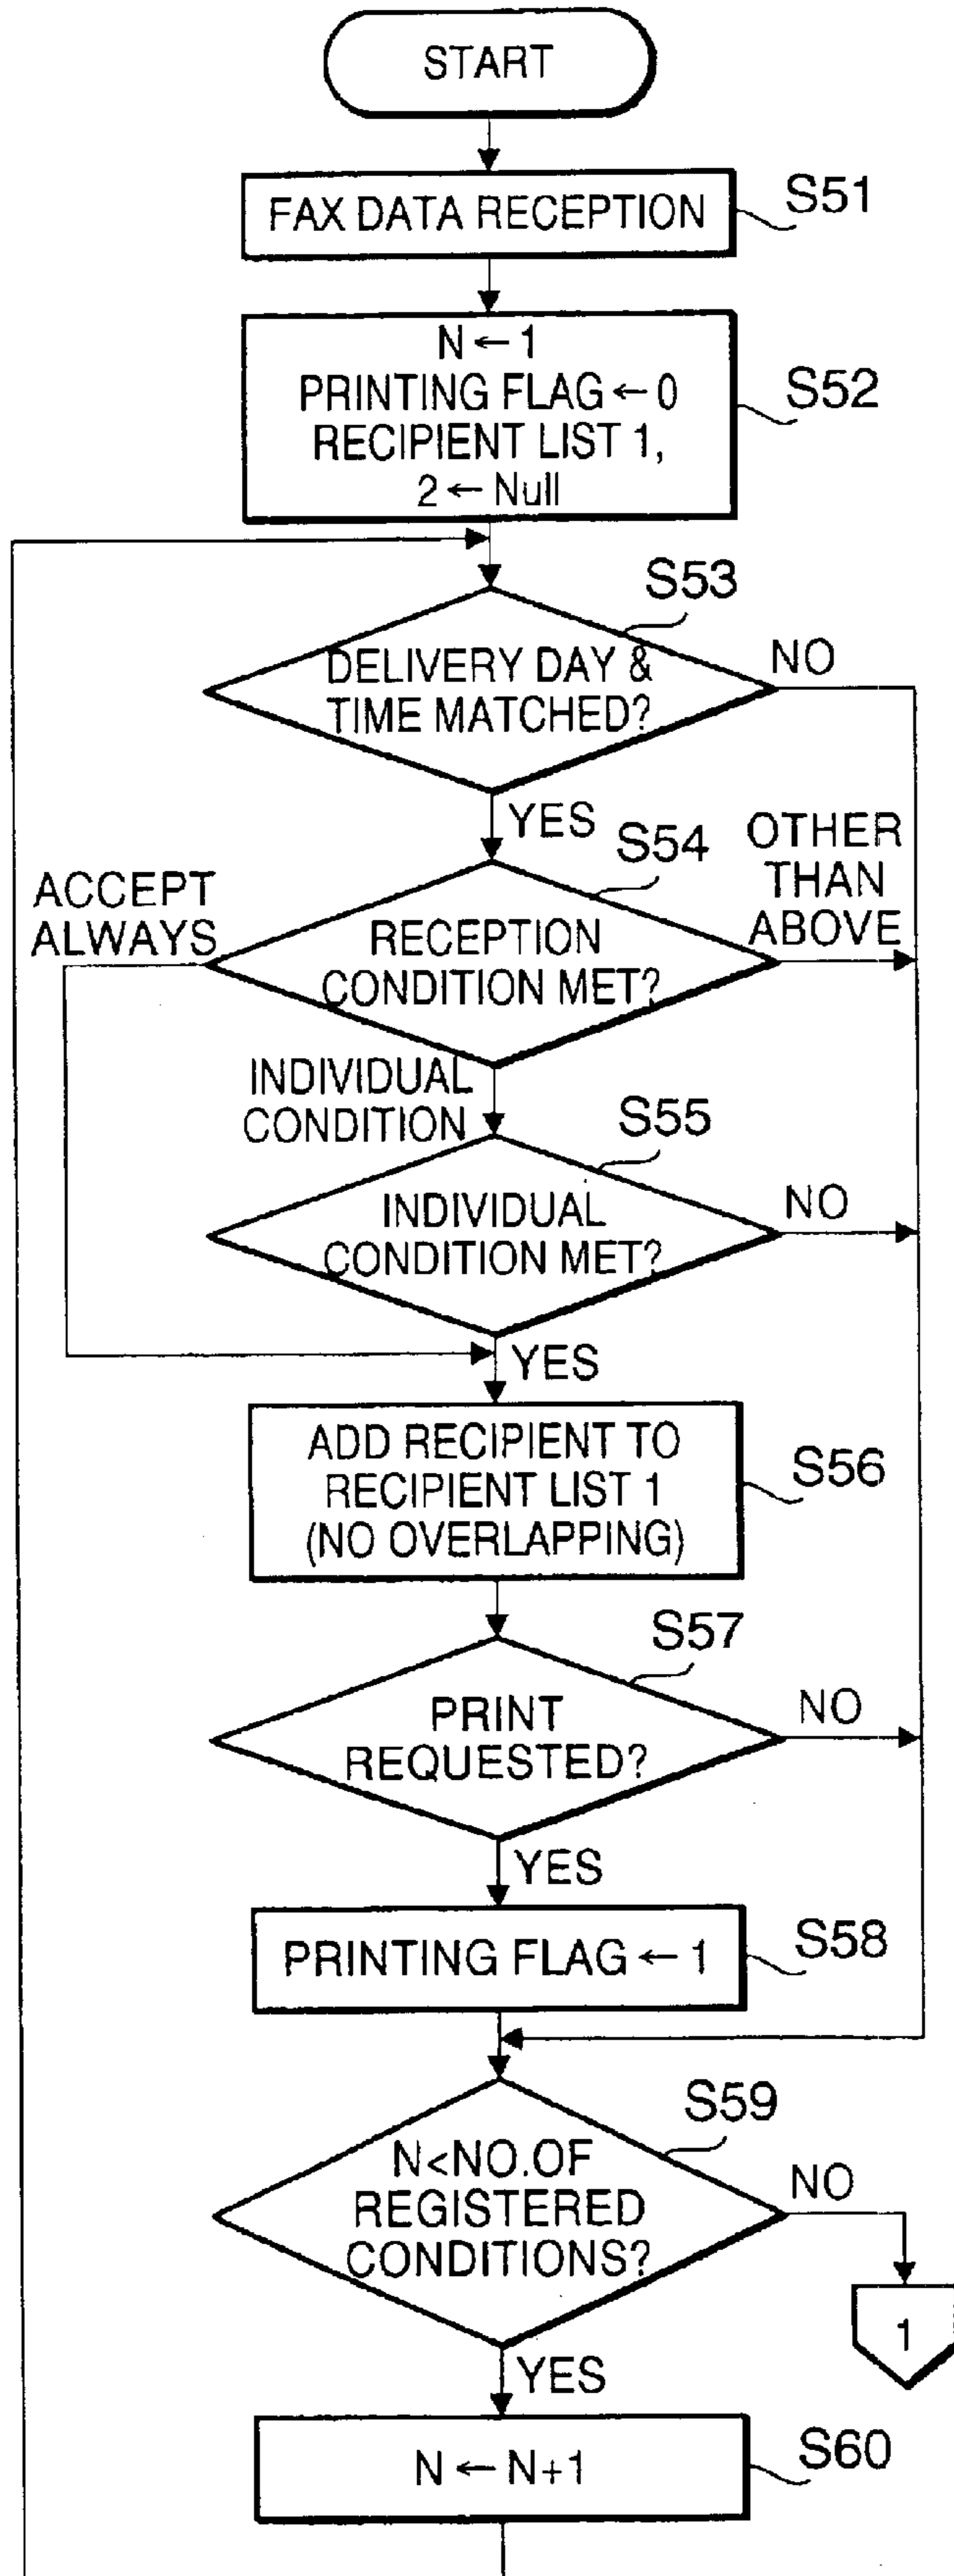 START
FAX DATA RECEPTION
S51
N ← 1
PRINTING FLAG ← 0
RECIPIENT LIST 1,
2 ← Null
S52
S53
DELIVERY DAY &
TIME MATCHED?
NO
YES
S54
OTHER
THAN
ABOVE
ACCEPT
ALWAYS
RECEPTION
CONDITION MET?
INDIVIDUAL
CONDITION
S55
INDIVIDUAL
CONDITION MET?
NO
YES
ADD RECIPIENT TO
RECIPIENT LIST 1
(NO OVERLAPPING)
S56
S57
PRINT
REQUESTED?
NO
YES
PRINTING FLAG ← 1
S58
S59
N<NO.OF
REGISTERED
CONDITIONS?
NO
1
YES
N ← N+1
S60